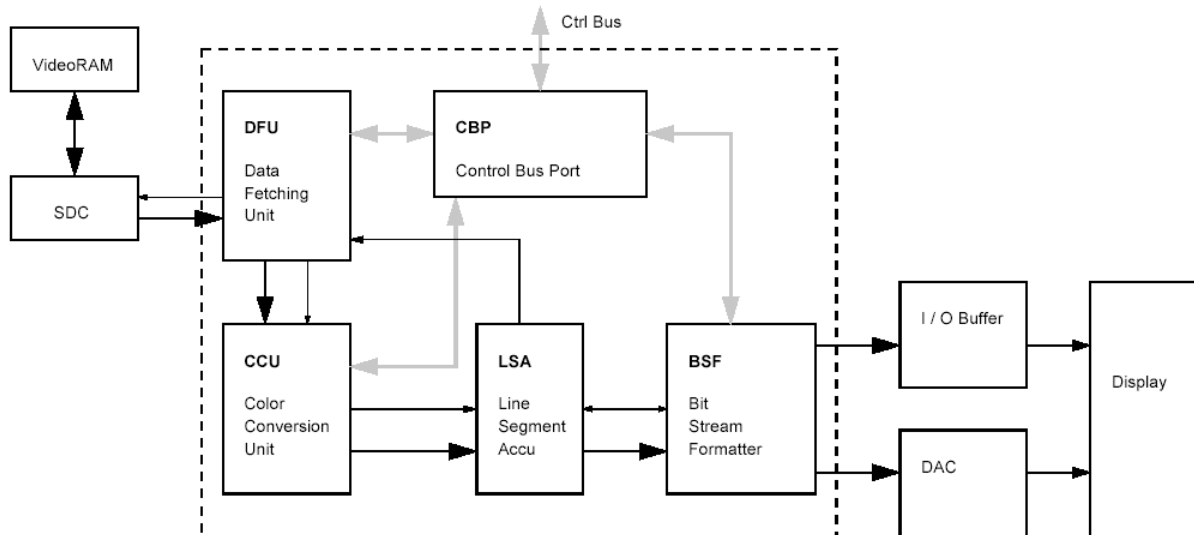 Ctrl Bus
VideoRAM
DFU
Data
Fetching
Unit
CBP
Control Bus Port
SDC
CCU
Color
Conversion
Unit
LSA
Line
Segment
Accu
BSF
Bit
Stream
Formatter
I / O Buffer
DAC
Display